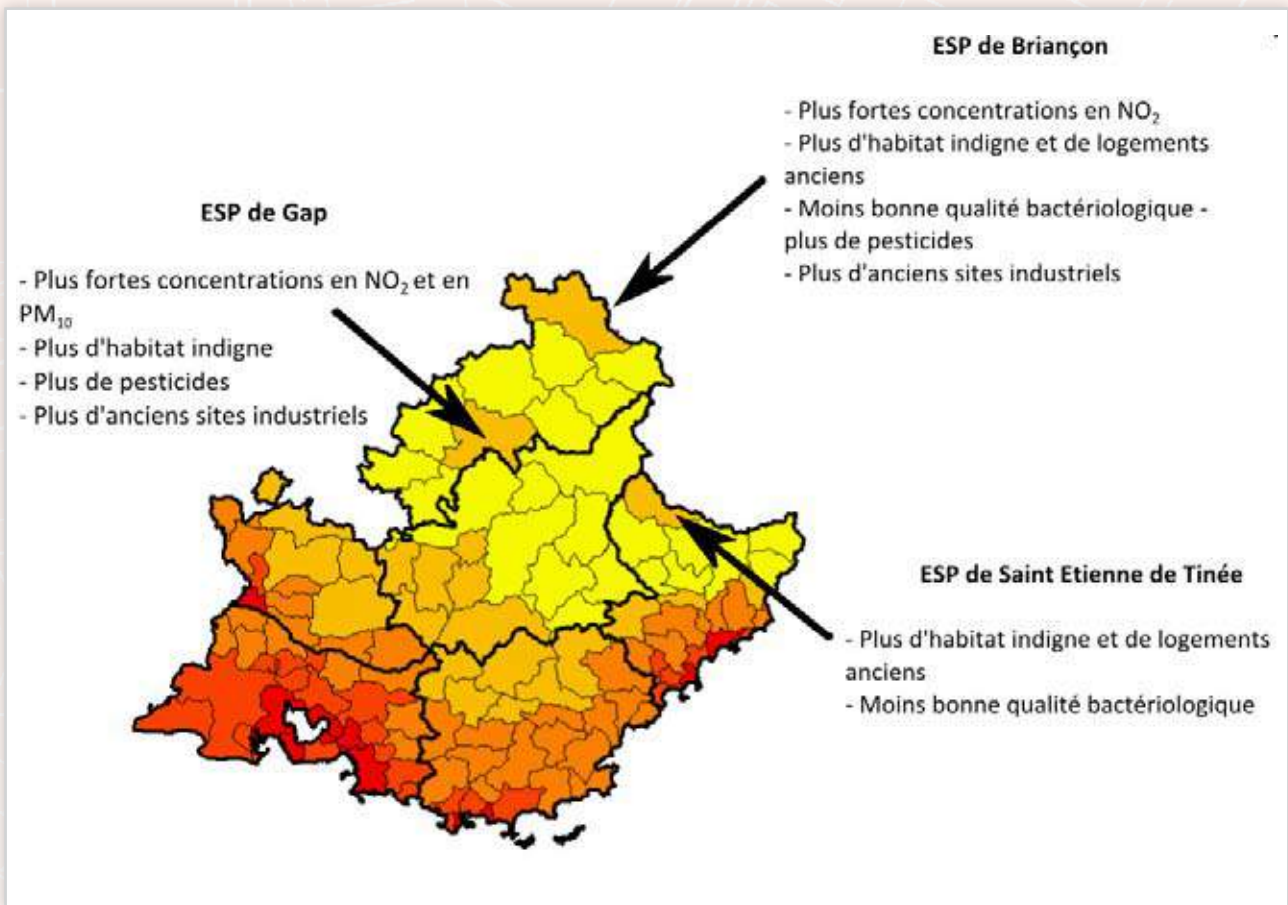 ESP de Briançon
- Plus fortes concentrations en NO₂
- Plus d'habitat indigne et de logements
anciens
- Moins bonne qualité bactériologique -
plus de pesticides
- Plus d'anciens sites industriels
ESP de Gap
- Plus fortes concentrations en NO₂ et en
PM₁₀
- Plus d'habitat indigne
- Plus de pesticides
- Plus d'anciens sites industriels
ESP de Saint Etienne de Tinée
- Plus d'habitat indigne et de logements
anciens
- Moins bonne qualité bactériologique